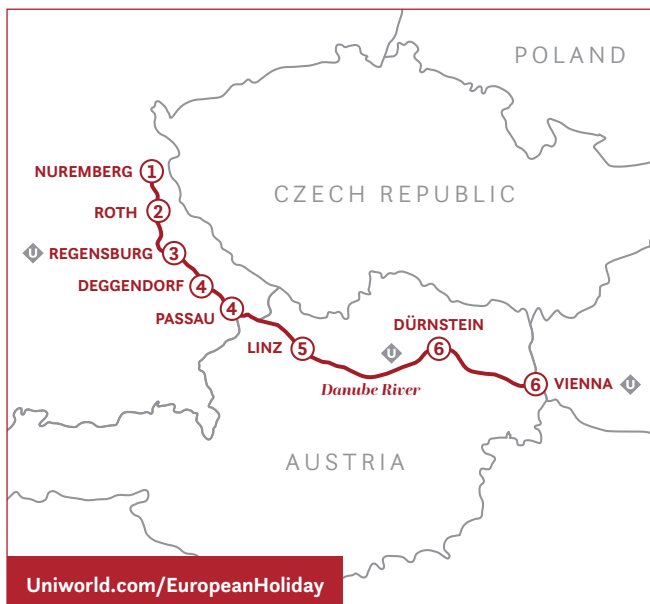 POLAND
NUREMBERG 1
CZECH REPUBLIC
ROTH 2
U REGENSBURG 3
DEGGENDORF 4
PASSAU 4
DÜRNSTEIN
LINZ 5
U
6
Danube River
6 VIENNA U
AUSTRIA
Uniworld.com/EuropeanHoliday